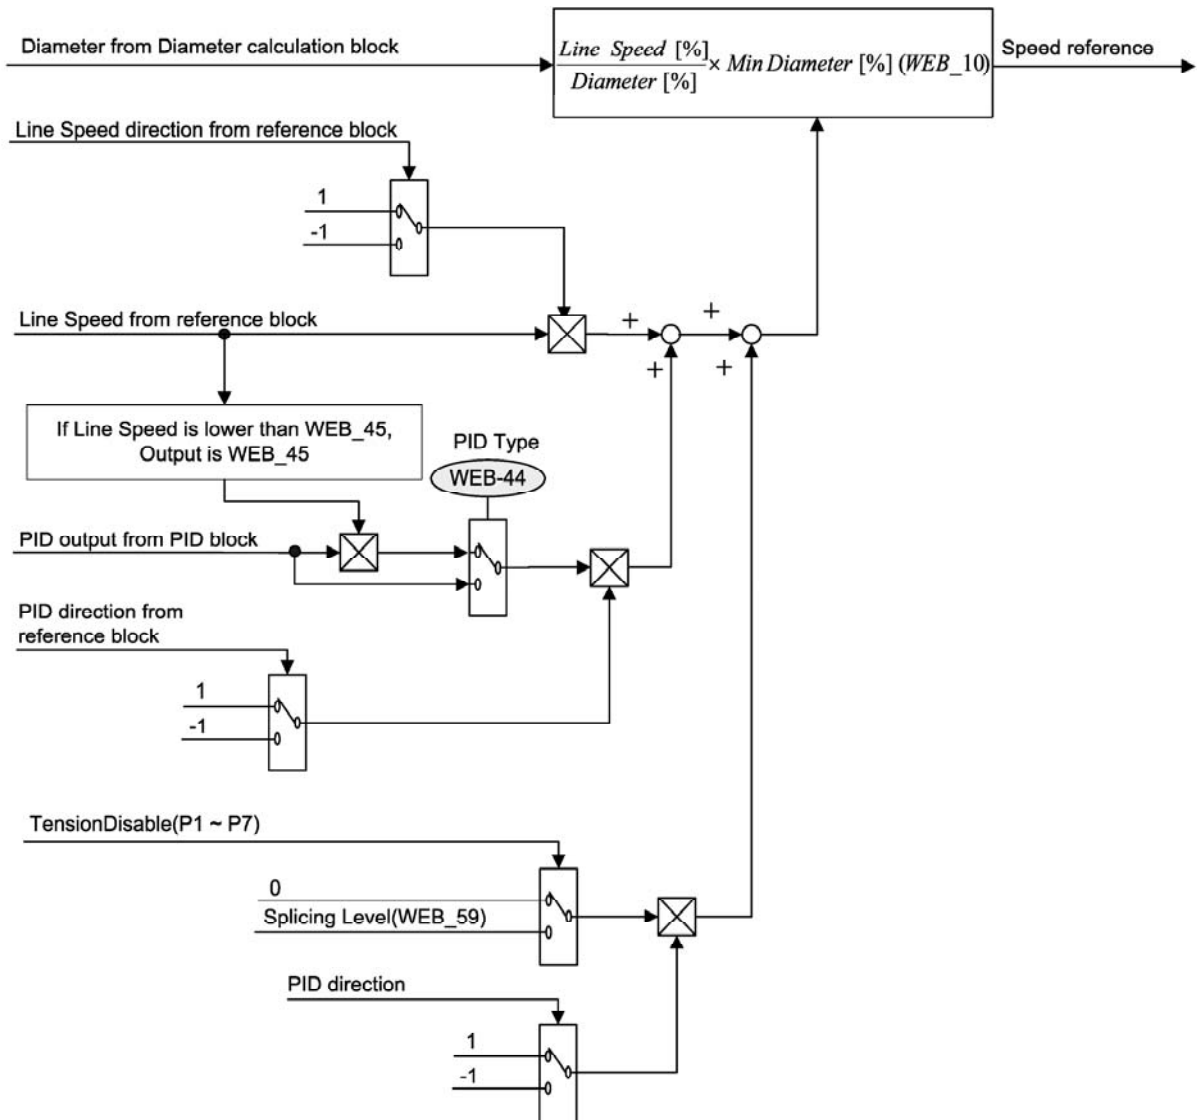 Diameter from Diameter calculation block
Line Speed [%]
Diameter [%]
× Min Diameter [%] (WEB_10)
Speed reference
Line Speed direction from reference block
1
-1
Line Speed from reference block
+
+
+
+
If Line Speed is lower than WEB_45,
Output is WEB_45
PID Type
WEB-44
PID output from PID block
PID direction from
reference block
1
-1
TensionDisable(P1 ~ P7)
0
Splicing Level(WEB_59)
PID direction
1
-1